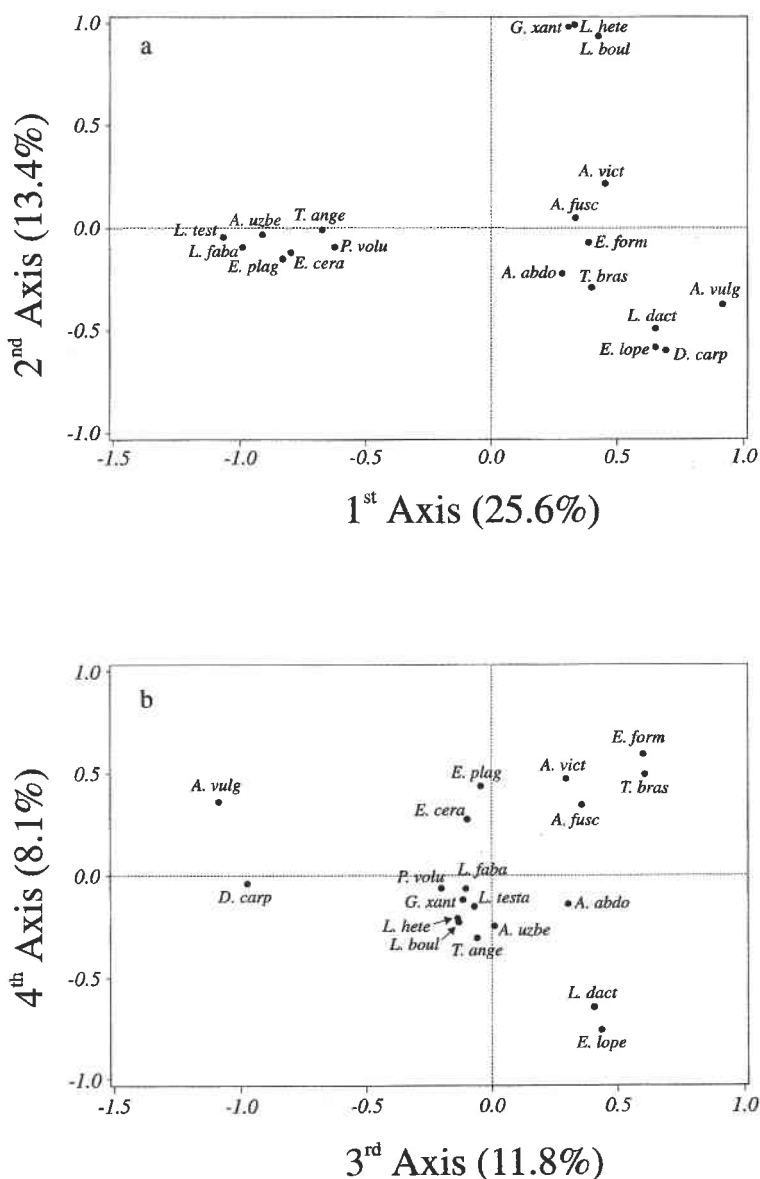 a
1.0
0.5
0.0
-0.5
-1.0
2nd Axis (13.4%)
G. xant L. hete
L. boul
A. vict
A. fusc
T. ange
A. uzbe
L. test
E. form
P. volu
L. faba
E. plag E. cera
A. abdo T. bras
A. vulg
L. dact
E. lope D. carp
-1.5 -1.0 -0.5 0.0 0.5 1.0
1st Axis (25.6%)
b
1.0
0.5
0.0
-0.5
-1.0
4th Axis (8.1%)
E. form
A. vict
E. plag
T. bras
A. vulg
E. cera
A. fusc
L. faba
P. volu
D. carp
G. xant L. testa
A. abdo
L. hete
A. uzbe
L. boul T. ange
L. dact
E. lope
-1.5 -1.0 -0.5 0.0 0.5 1.0
3rd Axis (11.8%)